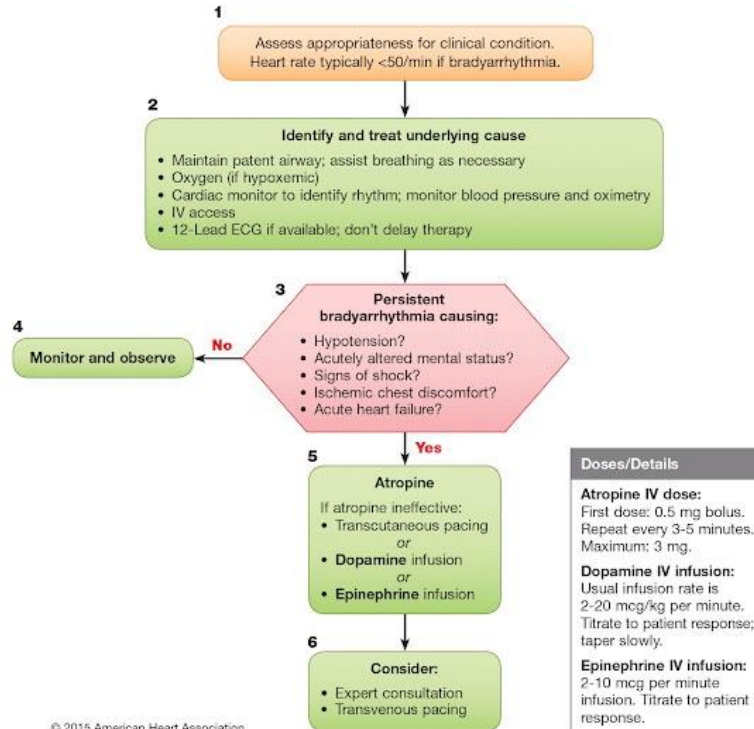 1
Assess appropriateness for clinical condition.
Heart rate typically <50/min if bradyarrhythmia.
2
Identify and treat underlying cause
• Maintain patent airway; assist breathing as necessary
• Oxygen (if hypoxemic)
• Cardiac monitor to identify rhythm; monitor blood pressure and oximetry
• IV access
• 12-Lead ECG if available; don't delay therapy
3
Persistent
bradyarrhythmia causing:
• Hypotension?
• Acutely altered mental status?
• Signs of shock?
• Ischemic chest discomfort?
• Acute heart failure?
4
No
Monitor and observe
Yes
5
Atropine
If atropine ineffective:
• Transcutaneous pacing
or
• Dopamine infusion
or
• Epinephrine infusion
6
Consider:
• Expert consultation
• Transvenous pacing
Doses/Details
Atropine IV dose:
First dose: 0.5 mg bolus.
Repeat every 3-5 minutes.
Maximum: 3 mg.
Dopamine IV infusion:
Usual infusion rate is
2-20 mcg/kg per minute.
Titrate to patient response;
taper slowly.
Epinephrine IV infusion:
2-10 mcg per minute
infusion. Titrate to patient
response.
© 2015 American Heart Association